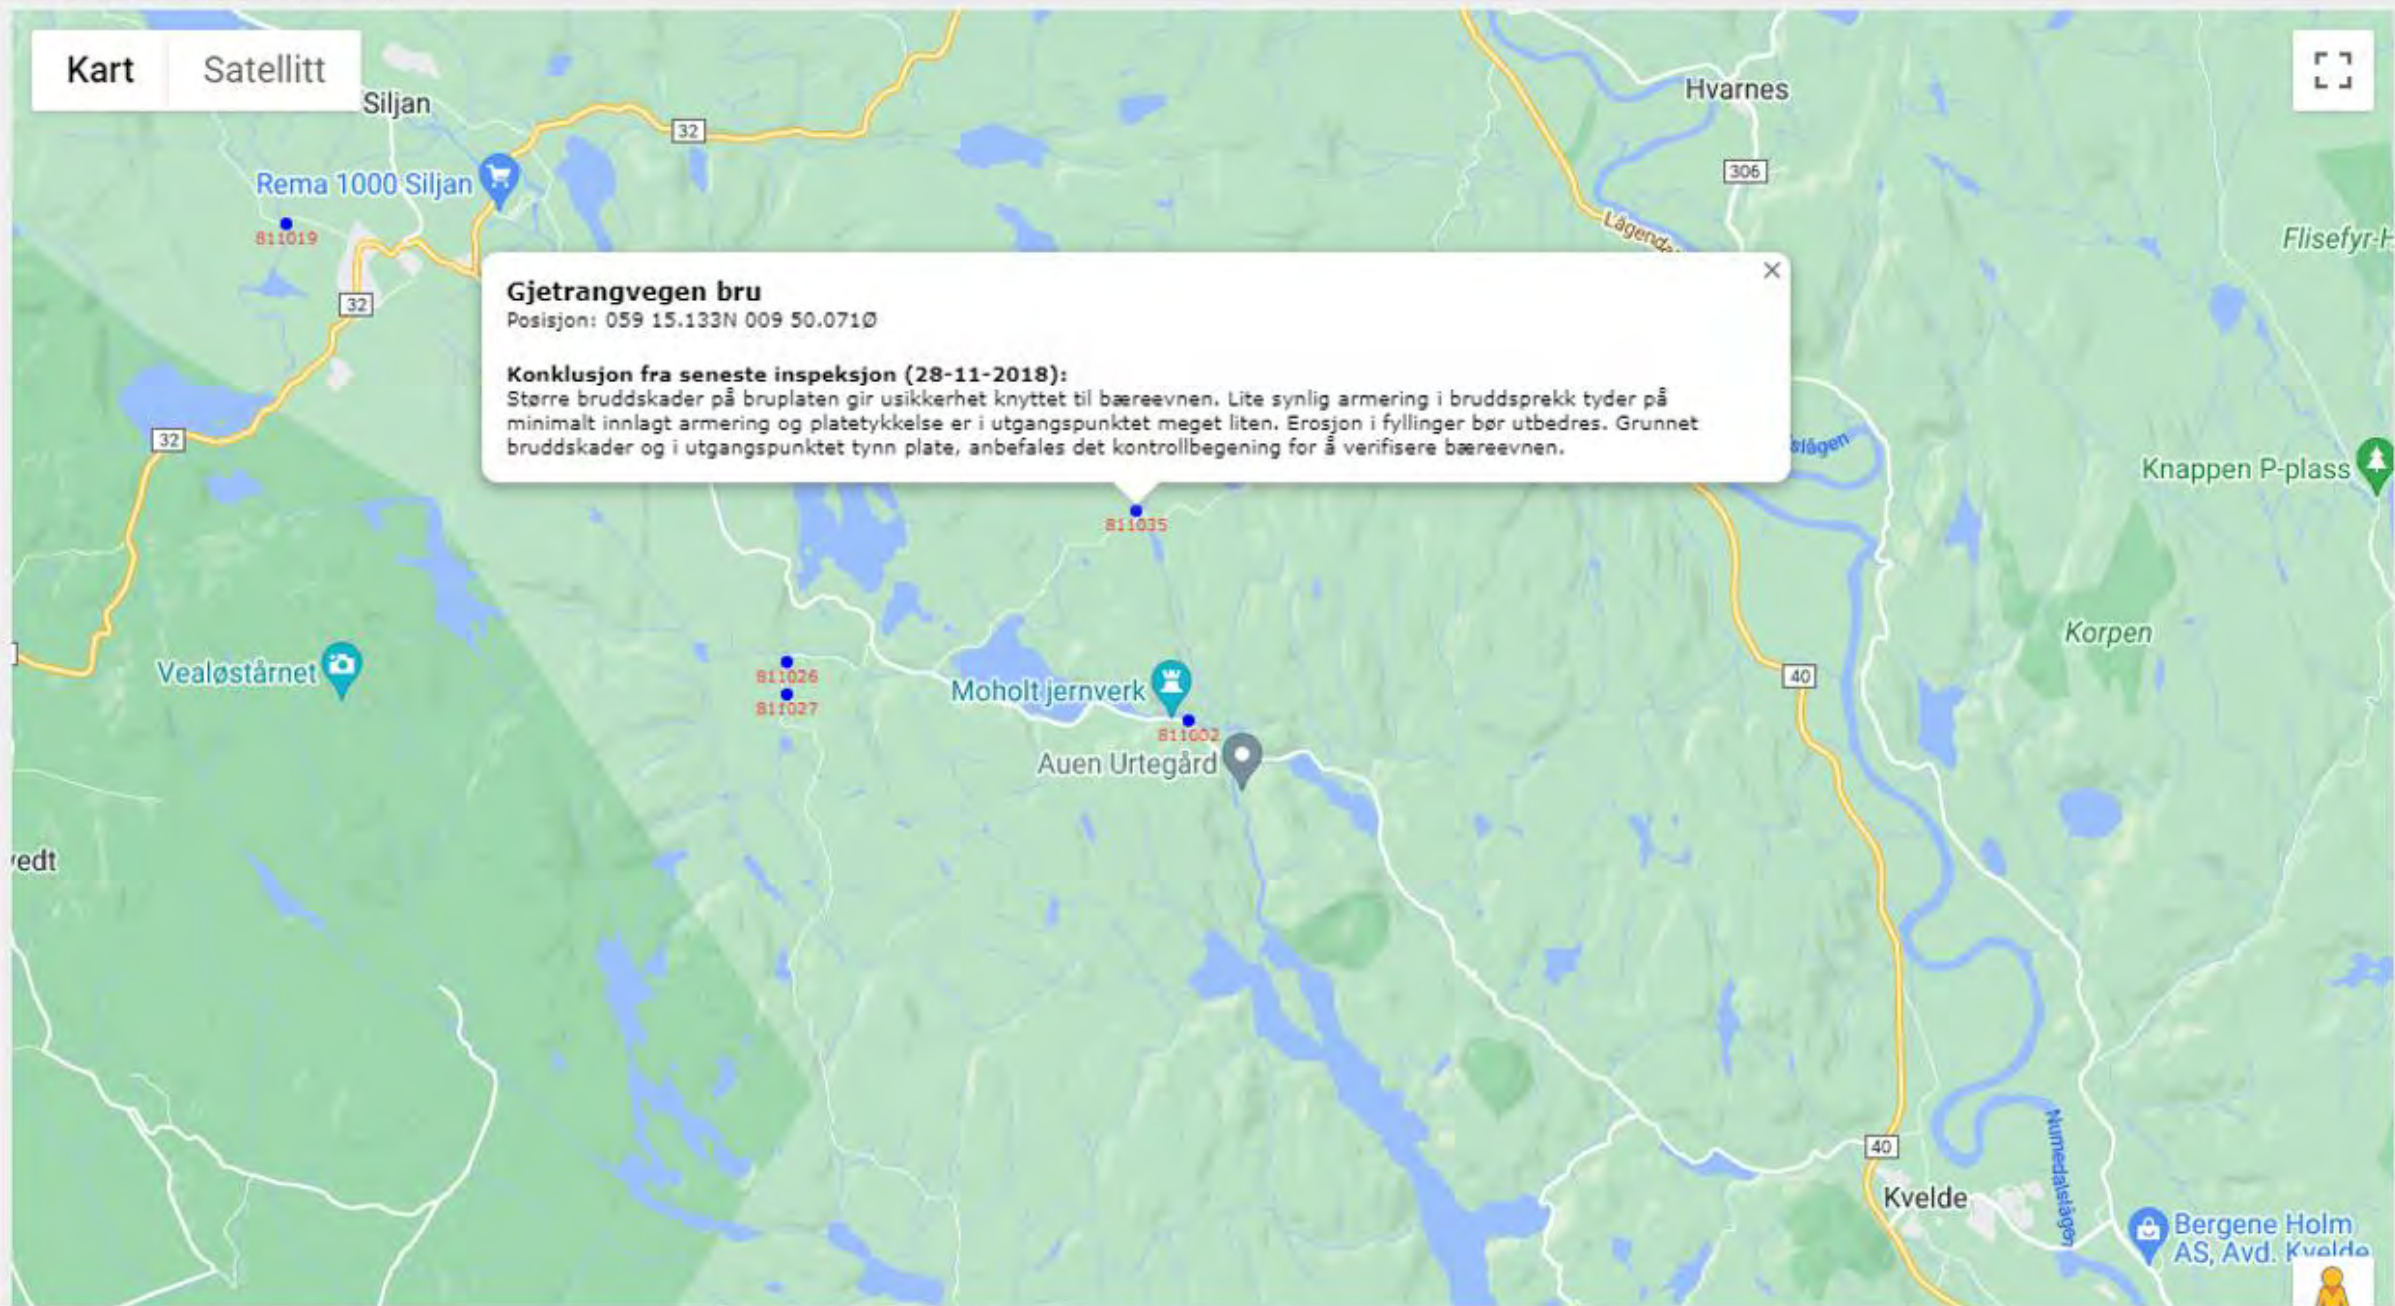 Kart
Satellitt
Siljan
Hvarnes
32
306
Rema 1000 Siljan
811019
Flisefyr-H
32
Gjetrangvegen bru
Posisjon: 059 15.133N 009 50.071Ø
Konklusjon fra seneste inspeksjon (28-11-2018):
Større bruddskader på bruplaten gir usikkerhet knyttet til bæreevnen. Lite synlig armering i bruddsprekk tyder på
minimalt innlagt armering og platetykkelse er i utgangspunktet meget liten. Erosjon i fyllinger bør utbedres. Grunnet
bruddskader og i utgangspunktet tynn plate, anbefales det kontrollbegening for å verifisere bæreevnen.
32
slågen
Knappen P-plass
811035
Korpen
Vealøstårnet
811026
811027
Moholt jernverk
40
811002
Auen Urtegård
vedt
40
Kvelde
Numedalslågen
Bergene Holm
AS, Avd. Kvelde